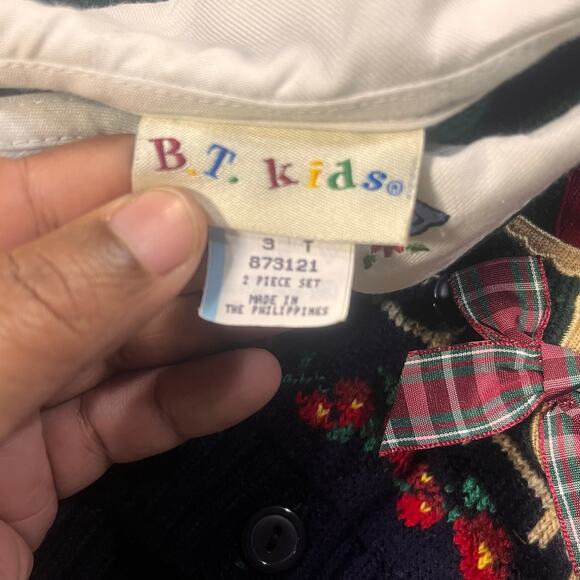 B.T. kids®
3 T
873121
2 PIECE SET
MADE IN
THE PHILIPPINES